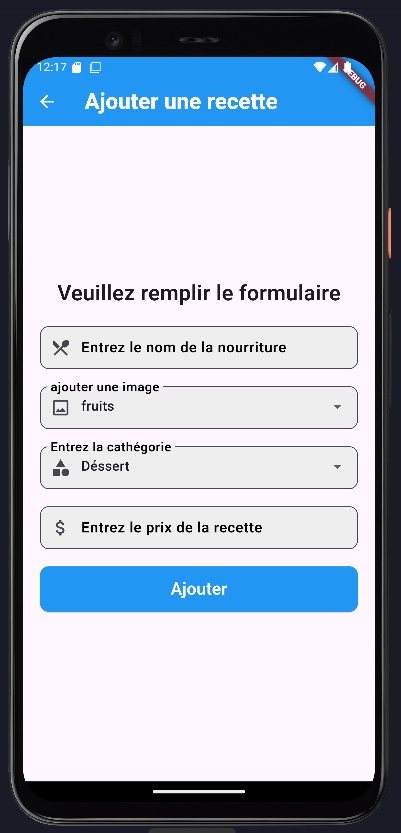 12:17
DEBUG
Ajouter une recette
Veuillez remplir le formulaire
Entrez le nom de la nourriture
ajouter une image
fruits
Entrez la cathégorie
Déssert
Entrez le prix de la recette
Ajouter